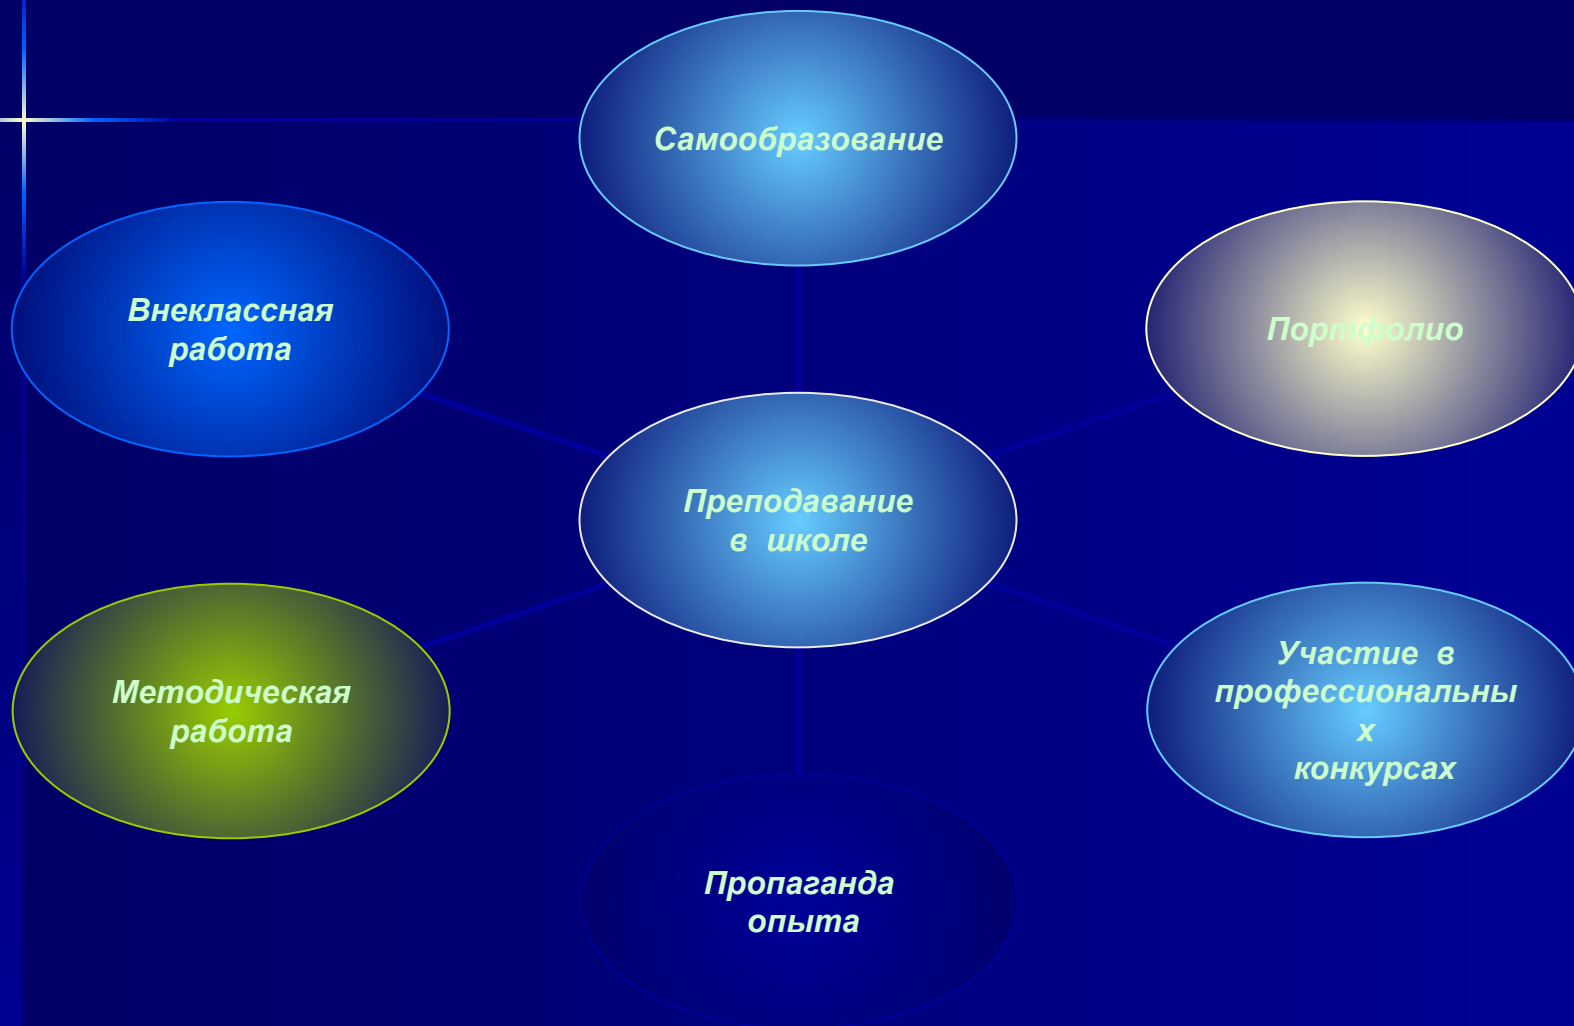 Самообразование
Внеклассная
работа
Портфолио
Преподавание
в школе
Методическая
работа
Участие в
профессиональны
х
конкурсах
Пропаганда
опыта